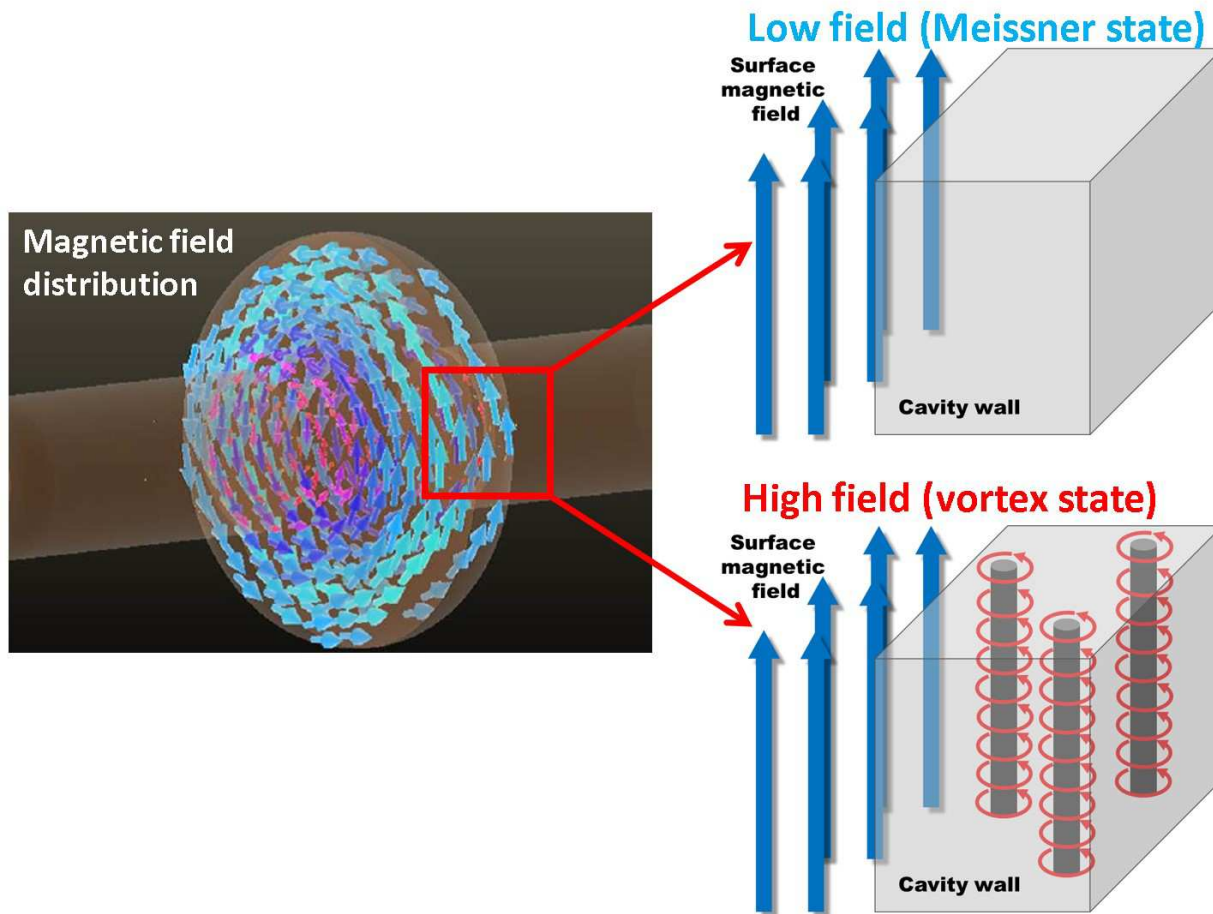 Magnetic field
distribution
Low field (Meissner state)
Surface
magnetic
field
Cavity wall
High field (vortex state)
Surface
magnetic
field
Cavity wall